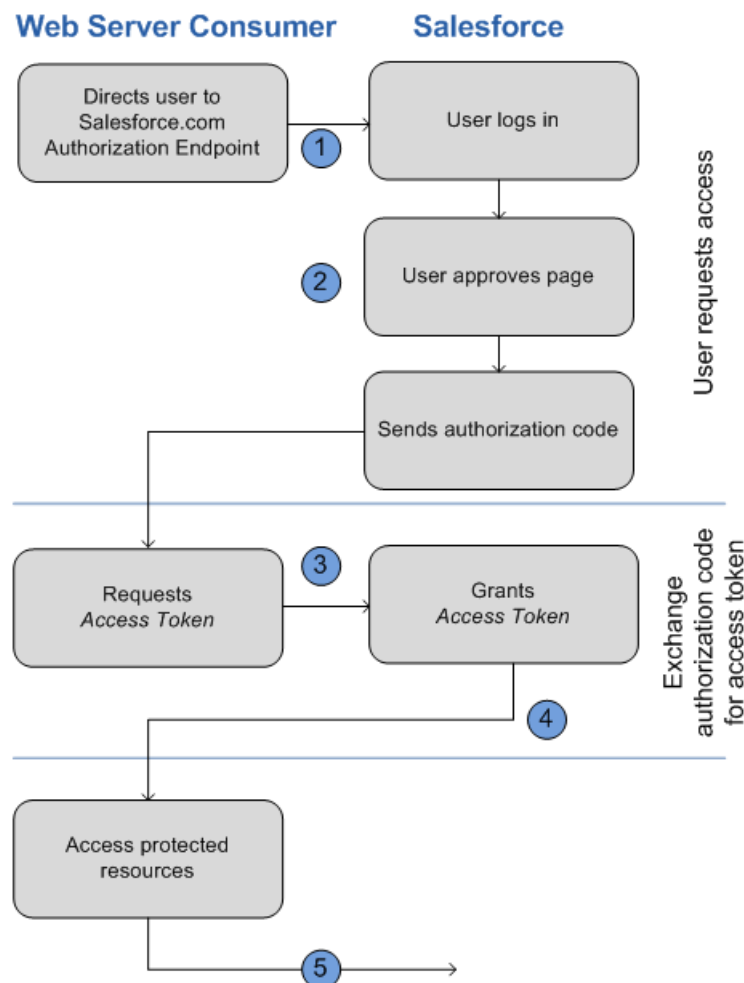 Web Server Consumer
Salesforce
Directs user to
Salesforce.com
Authorization Endpoint
1
User logs in
2
User approves page
Sends authorization code
User requests access
Requests
Access Token
3
Grants
Access Token
4
Exchange
authorization code
for access token
Access protected
resources
5